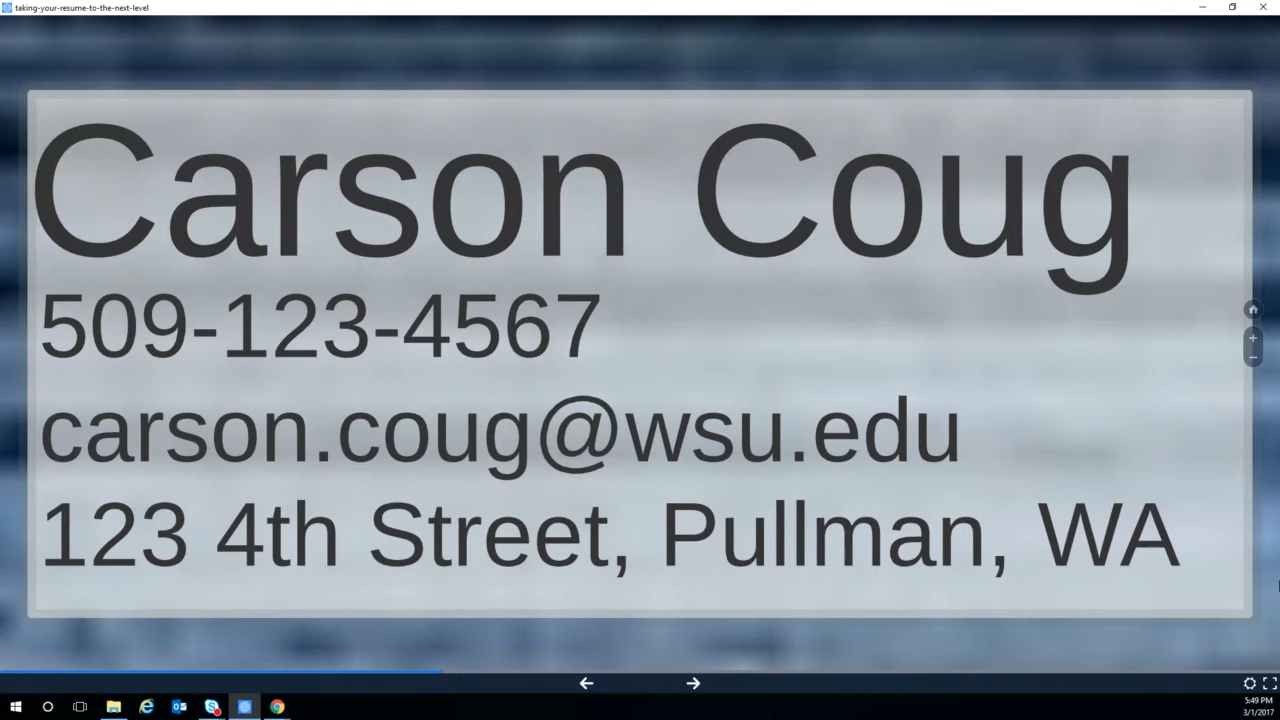 taking-your-resume-to-the-next-level
Carson Coug
509-123-4567
carson.coug@wsu.edu
123 4th Street, Pullman, WA
5:49 PM
3/1/2017